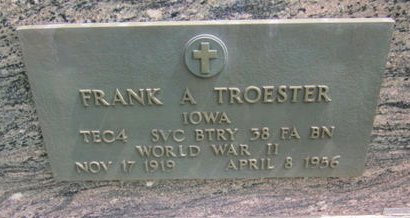 FRANK A TROESTER
IOWA
TEC4 SVC BTRY 38 FA BN
WORLD WAR II
NOV 17 1919 APRIL 8 1956